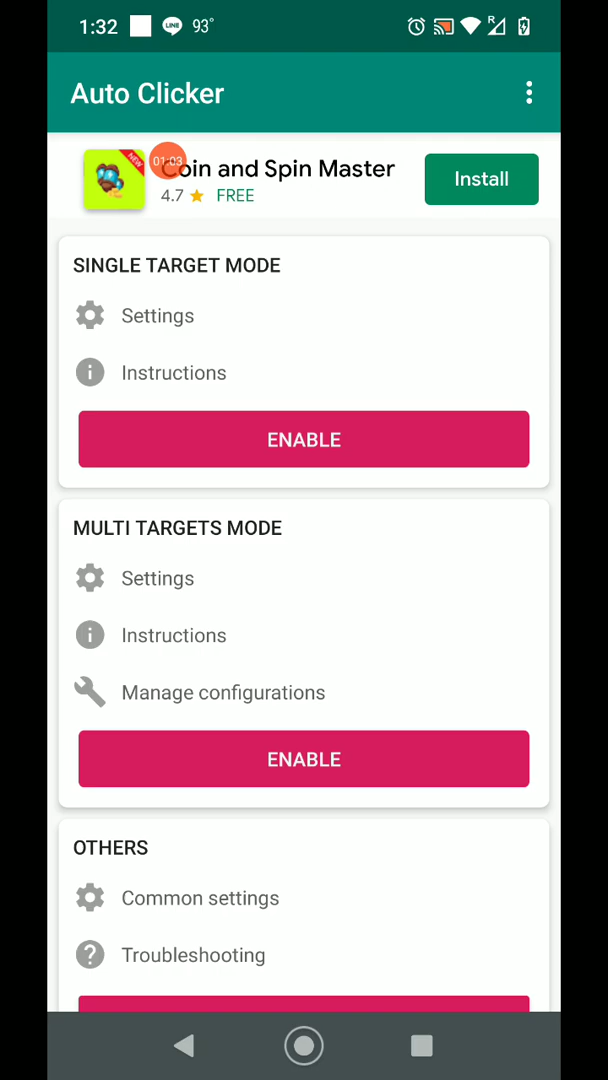 1:32 LINE 93° R
Auto Clicker
NEW
01:03
Coin and Spin Master
4.7 FREE
Install
SINGLE TARGET MODE
Settings
Instructions
ENABLE
MULTI TARGETS MODE
Settings
Instructions
Manage configurations
ENABLE
OTHERS
Common settings
Troubleshooting